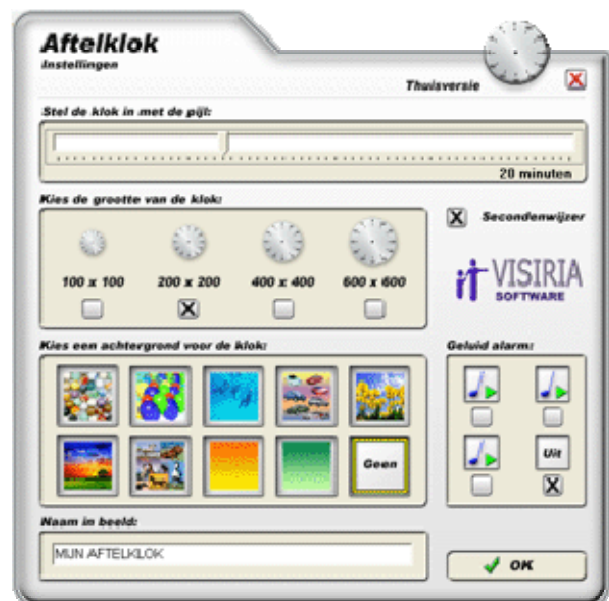 Aftelklok
Instellingen
Thuisversie
Stel de klok in met de pijl:
20 minuten
Kies de grootte van de klok:
Secondenwijzer
100 x 100 200 x 200 400 x 400 600 x 600
VISIRIA
SOFTWARE
Kies een achtergrond voor de klok:
Geluid alarm:
Geen
Uit
Naam in beeld:
MIJN AFTELKLOK
OK